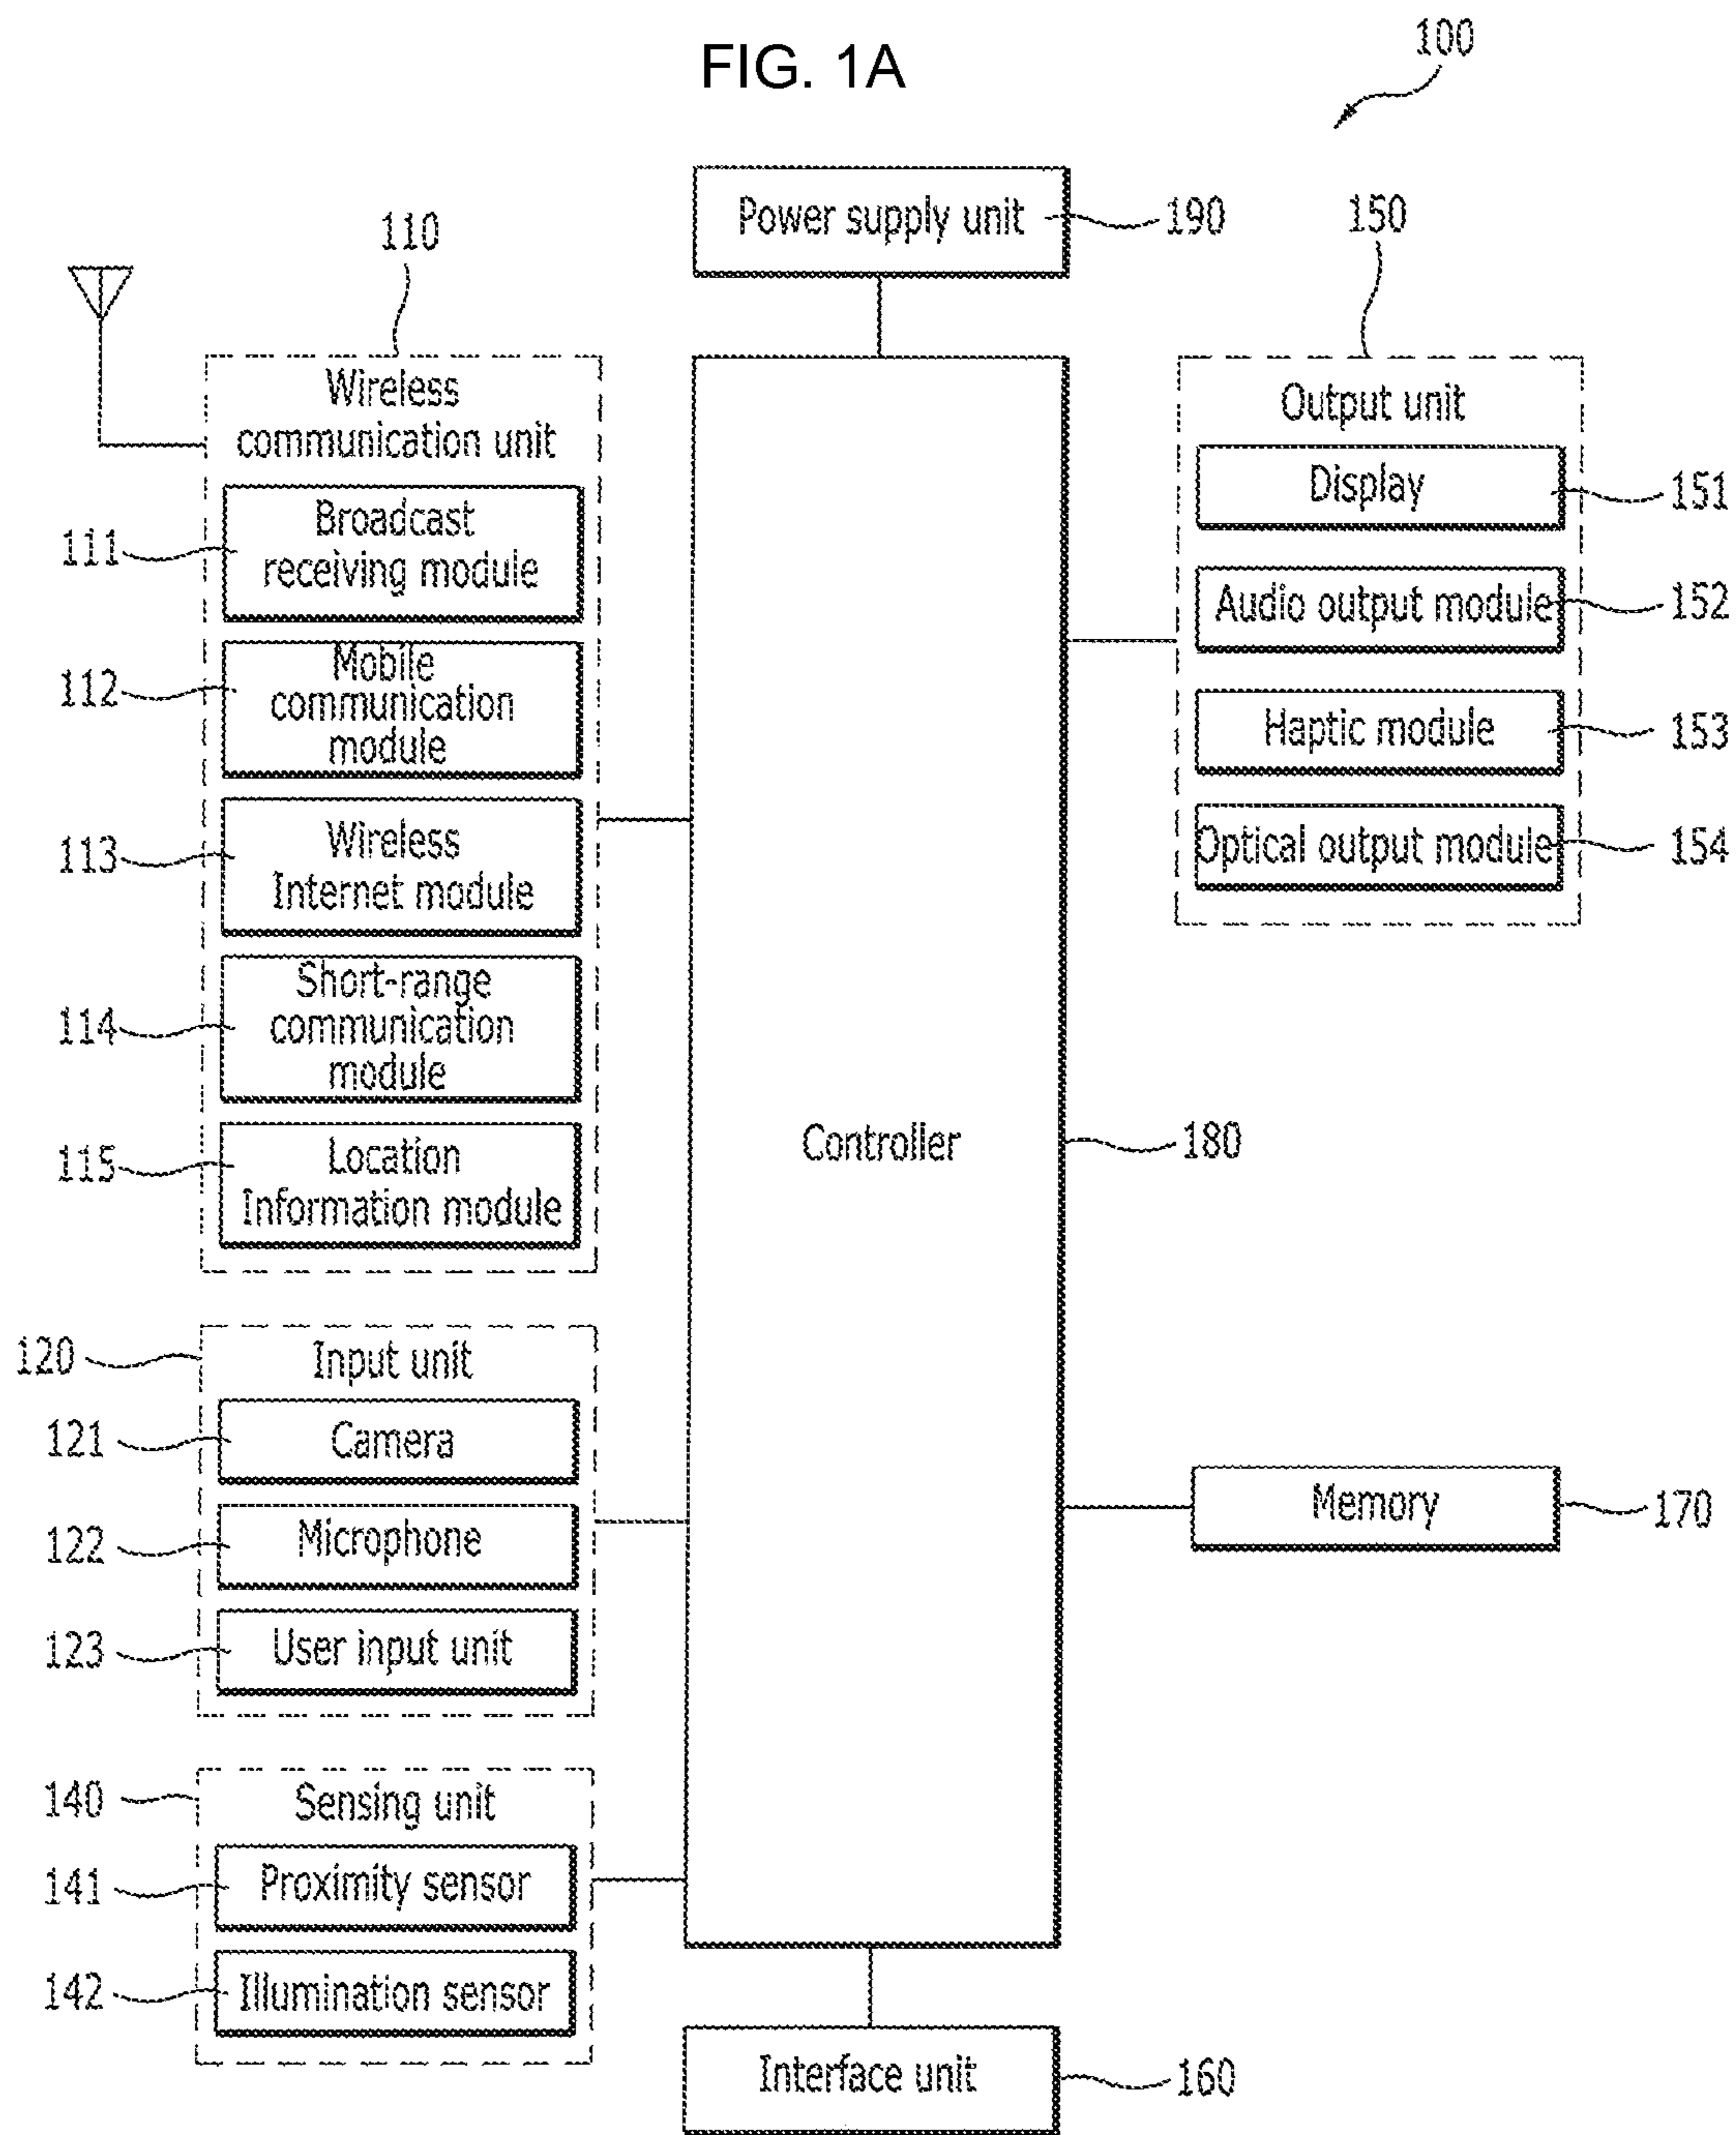 FIG. 1A
100
Power supply unit
190
110
Wireless
communication unit
111
Broadcast
receiving module
112
Mobile
communication
module
113
Wireless
Internet module
114
Short-range
communication
module
115
Location
Information module
120
Input unit
121
Camera
122
Microphone
123
User input unit
140
Sensing unit
141
Proximity sensor
142
Illumination sensor
Controller
180
150
Output unit
Display
151
Audio output module
152
Haptic module
153
Optical output module
154
Memory
170
Interface unit
160